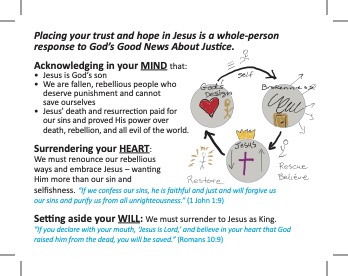 Placing your trust and hope in Jesus is a whole-person
response to God's Good News About Justice.
Acknowledging in your MIND that:
• Jesus is God's son
• We are fallen, rebellious people who
deserve punishment and cannot
save ourselves
• Jesus' death and resurrection paid for
our sins and proved His power over
death, rebellion, and all evil of the world.
Surrendering your HEART:
We must renounce our rebellious
ways and embrace Jesus – wanting
Him more than our sin and
selfishness. "If we confess our sins, he is faithful and just and will forgive us
our sins and purify us from all unrighteousness." (1 John 1:9)
Setting aside your WILL: We must surrender to Jesus as King.
"If you declare with your mouth, 'Jesus is Lord,' and believe in your heart that God
raised him from the dead, you will be saved." (Romans 10:9)
God's
Design
Self
Brokenness
Jesus
Restore
Rescue
Believe